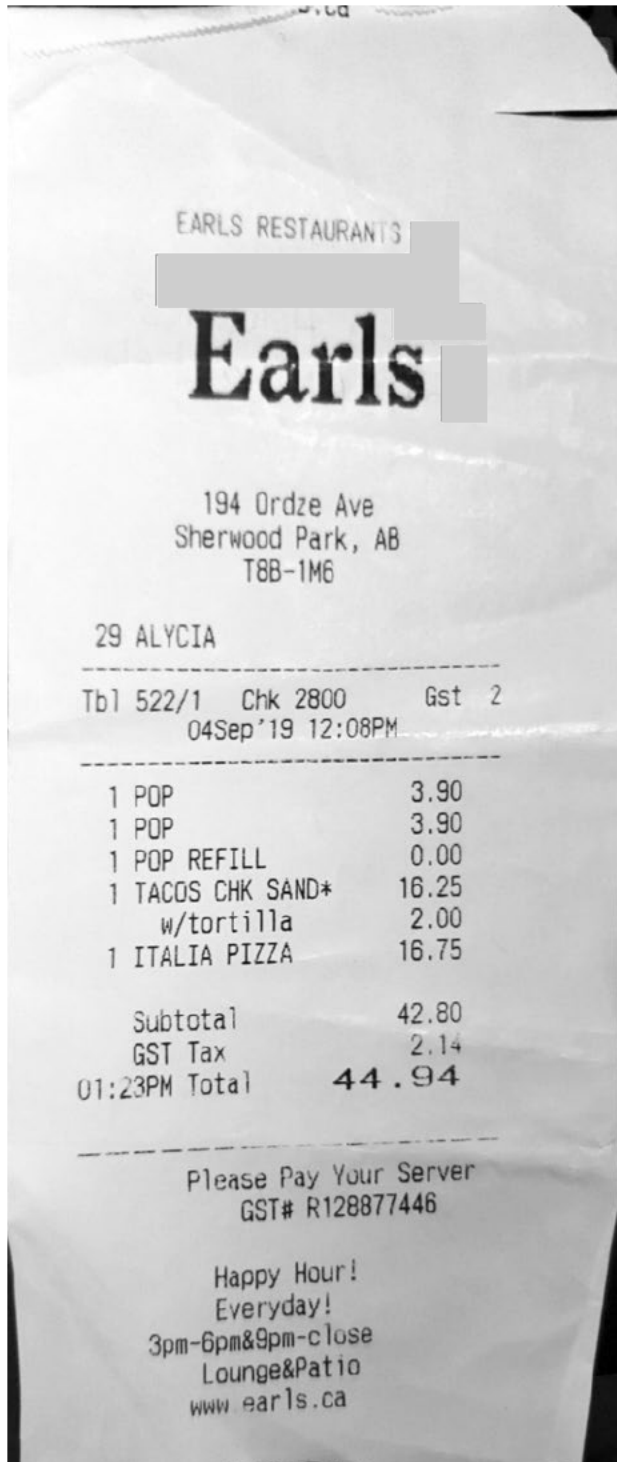 EARLS RESTAURANTS
Earls
194 Ordze Ave
Sherwood Park, AB
T8B-1M6
29 ALYCIA
Tbl 522/1 Chk 2800 Gst 2
04Sep'19 12:08PM
1 POP 3.90
1 POP 3.90
1 POP REFILL 0.00
1 TACOS CHK SAND* 16.25
w/tortilla 2.00
1 ITALIA PIZZA 16.75
Subtotal 42.80
GST Tax 2.14
01:23PM Total 44.94
Please Pay Your Server
GST# R128877446
Happy Hour!
Everyday!
3pm-6pm&9pm-close
Lounge&Patio
www.earls.ca